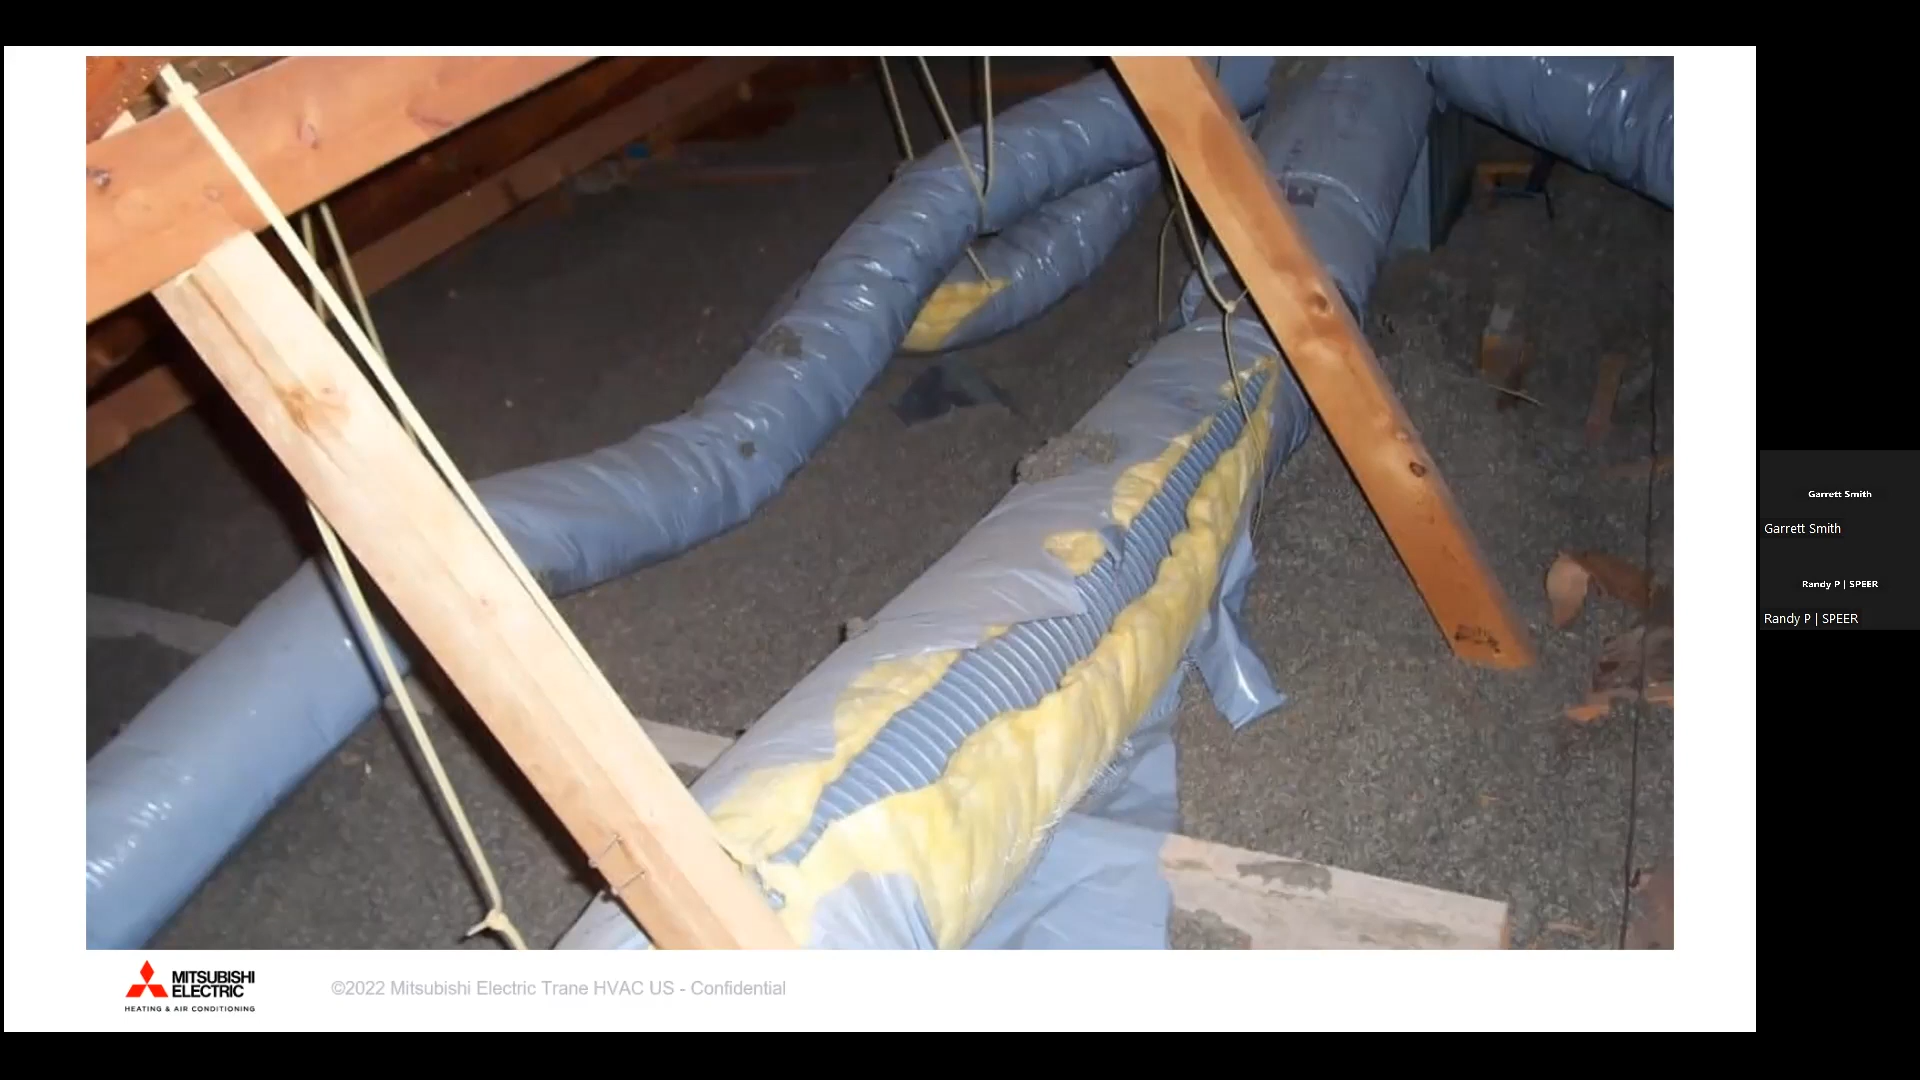 Garrett Smith
Garrett Smith
Randy P | SPEER
Randy P | SPEER
MITSUBISHI
ELECTRIC
HEATING & AIR CONDITIONING
©2022 Mitsubishi Electric Trane HVAC US - Confidential